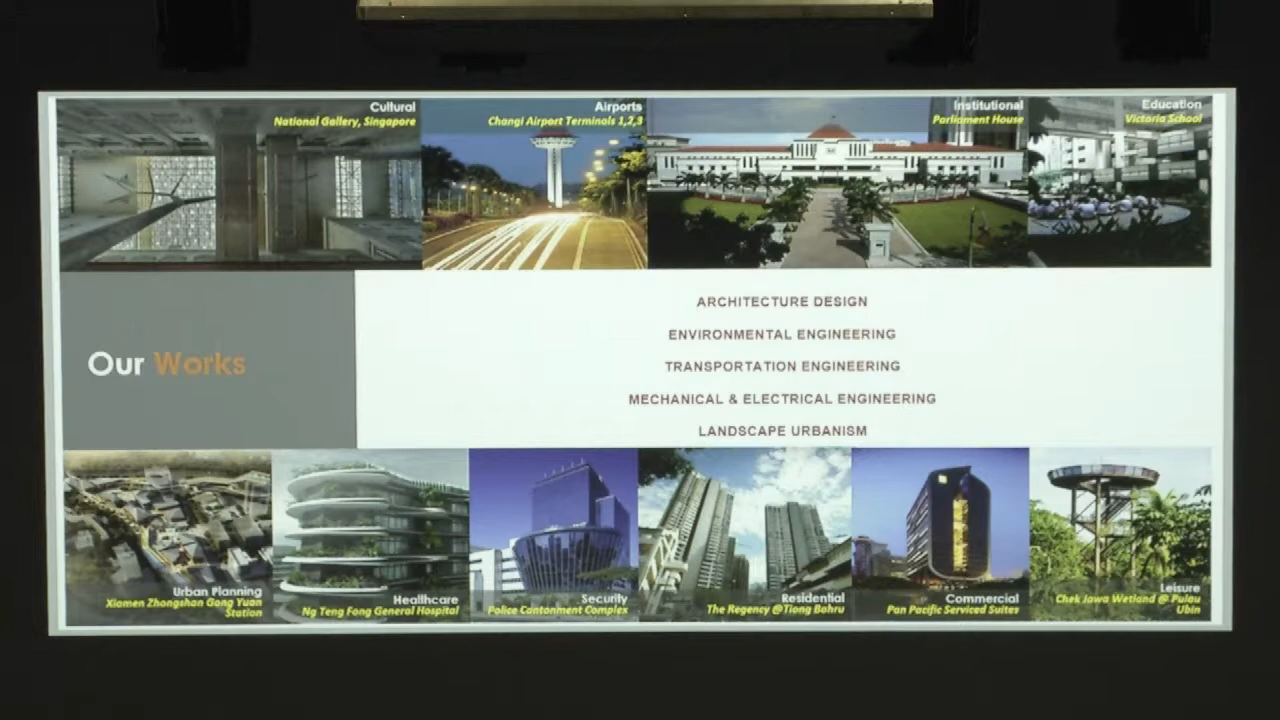 Cultural
National Gallery, Singapore
Airports
Changi Airport Terminals 1,2,3
Institutional
Parliament House
Education
Victoria School
Our Works
ARCHITECTURE DESIGN
ENVIRONMENTAL ENGINEERING
TRANSPORTATION ENGINEERING
MECHANICAL & ELECTRICAL ENGINEERING
LANDSCAPE URBANISM
Urban Planning
Xiamen Zhongshan Gong Yuan
Station
Healthcare
Ng Teng Fong General Hospital
Security
Police Cantonment Complex
Residential
The Regency @Tiong Bahru
Commercial
Pan Pacific Serviced Suites
Leisure
Chek Jawa Wetland @ Pulau
Ubin